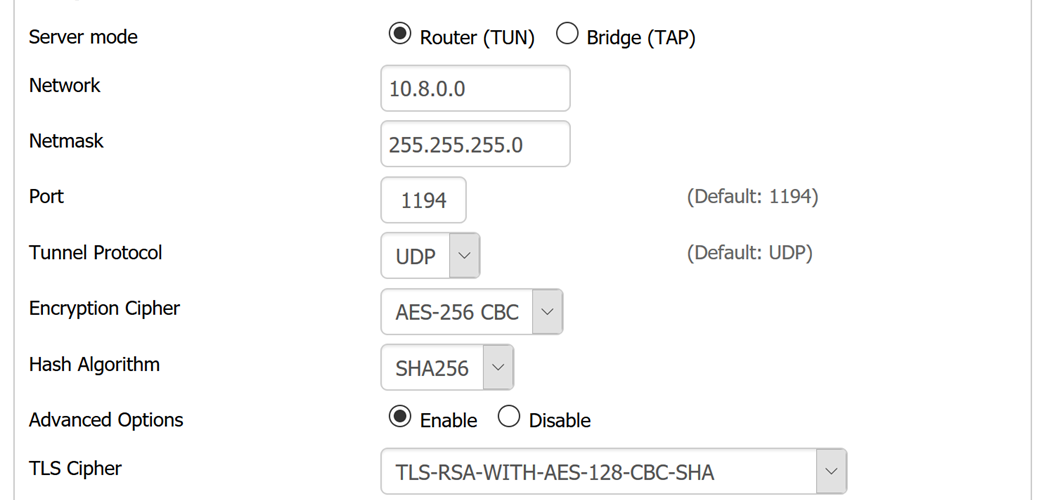 Server mode Router (TUN) Bridge (TAP)
Network 10.8.0.0
Netmask 255.255.255.0
Port 1194 (Default: 1194)
Tunnel Protocol UDP (Default: UDP)
Encryption Cipher AES-256 CBC
Hash Algorithm SHA256
Advanced Options Enable Disable
TLS Cipher TLS-RSA-WITH-AES-128-CBC-SHA